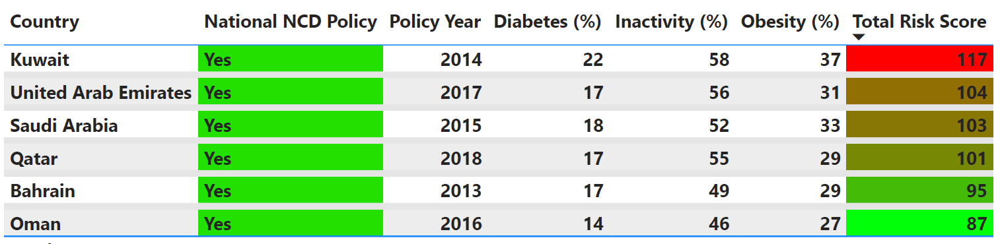 Country National NCD Policy Policy Year Diabetes (%) Inactivity (%) Obesity (%) Total Risk Score
Kuwait Yes 2014 22 58 37 117
United Arab Emirates Yes 2017 17 56 31 104
Saudi Arabia Yes 2015 18 52 33 103
Qatar Yes 2018 17 55 29 101
Bahrain Yes 2013 17 49 29 95
Oman Yes 2016 14 46 27 87